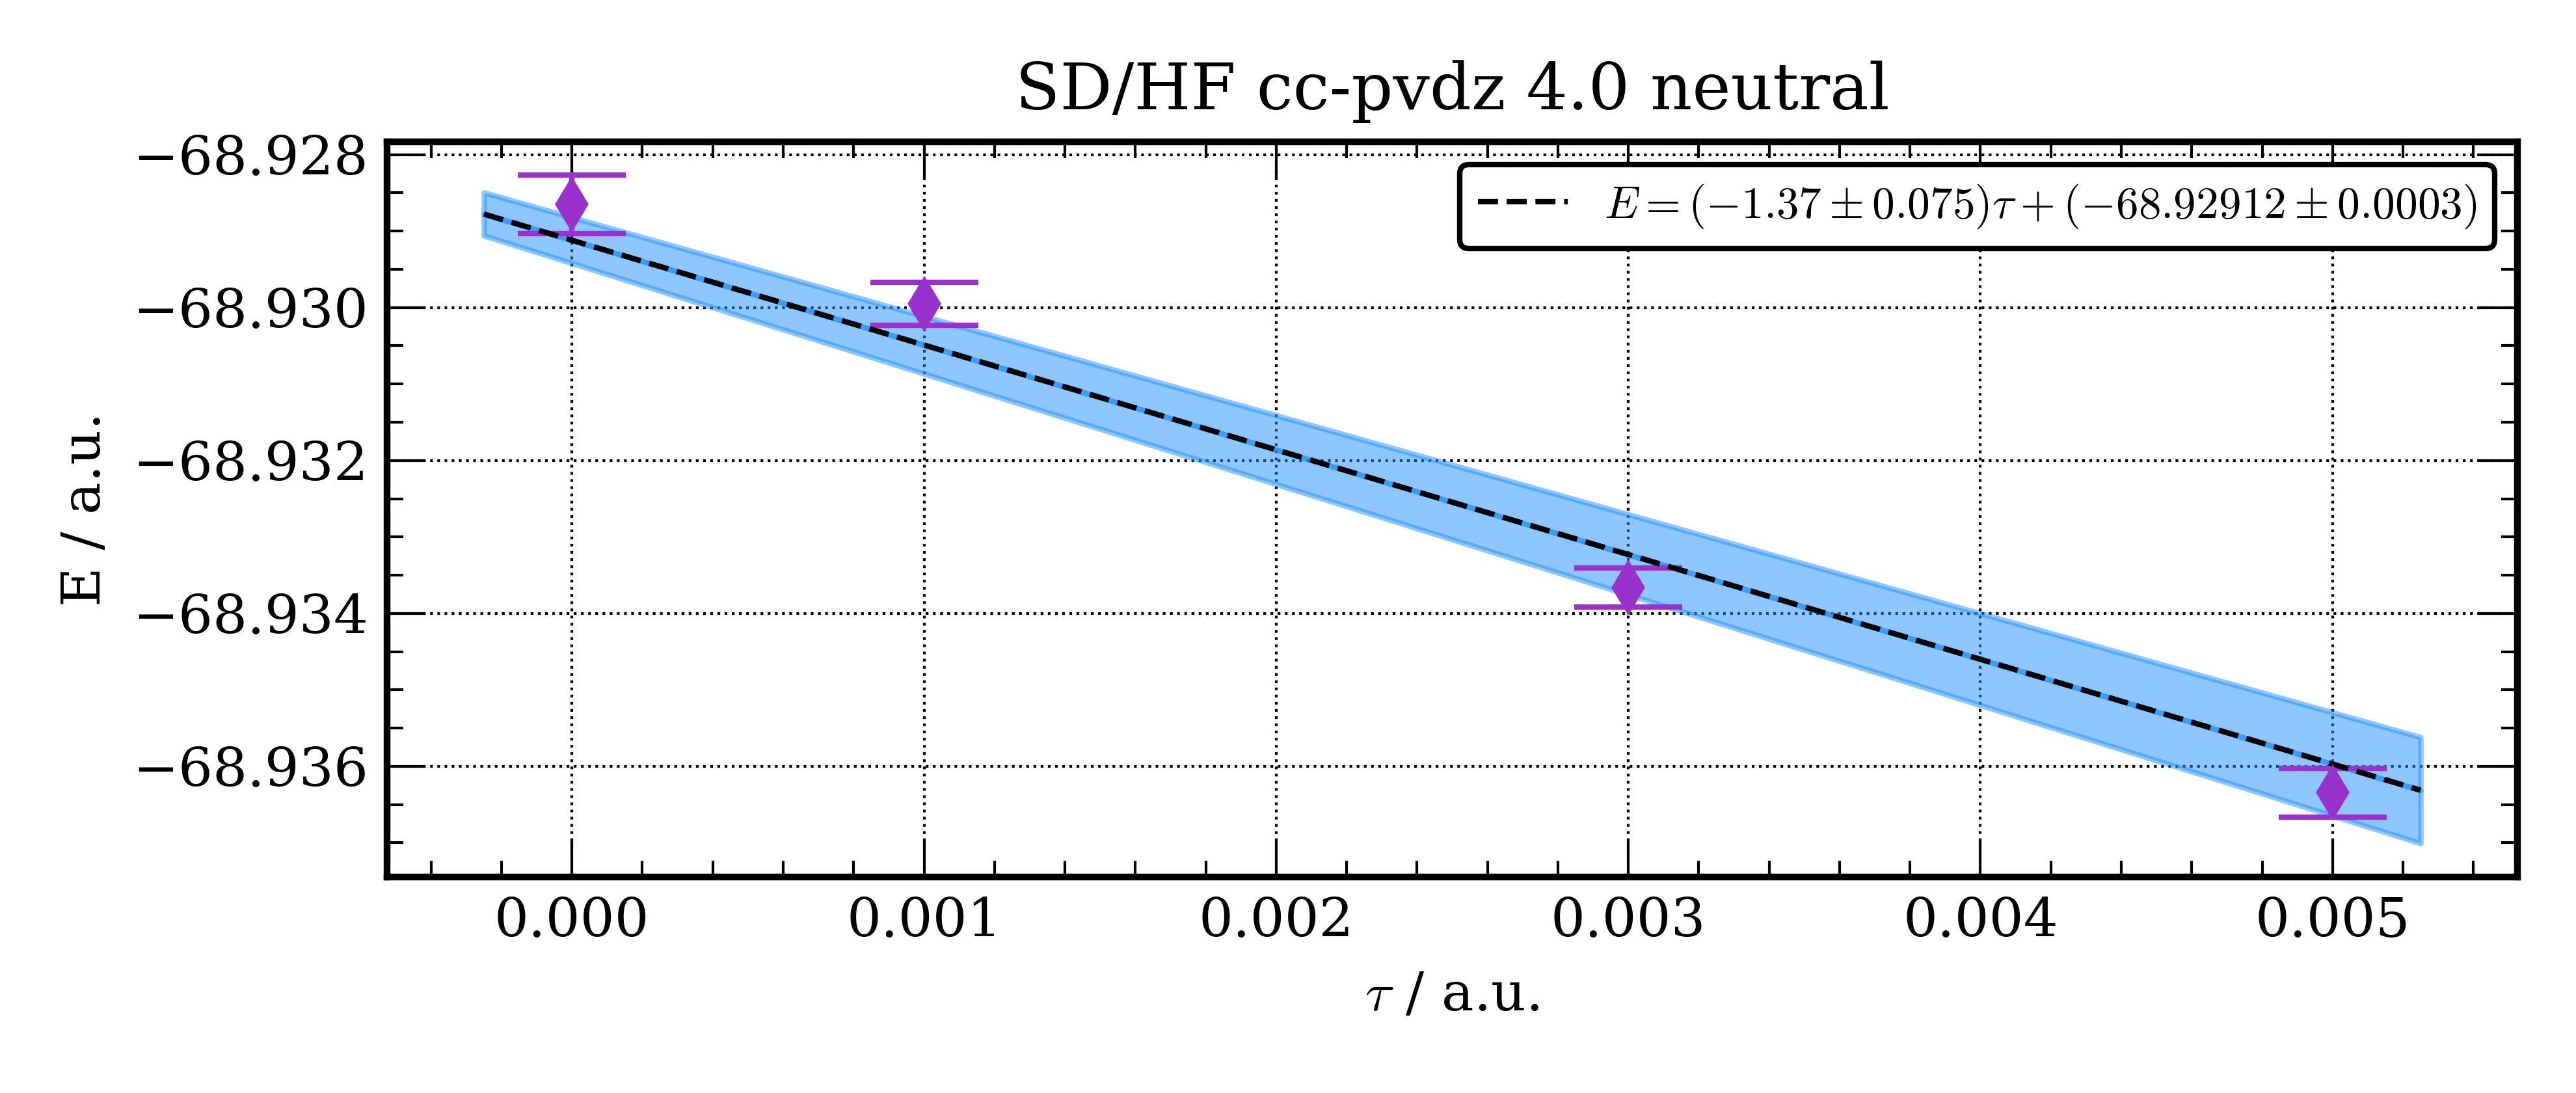 SD/HF cc-pvdz 4.0 neutral
E = (−1.37 ± 0.075)τ + (−68.92912 ± 0.0003)
E / a.u.
−68.928
−68.930
−68.932
−68.934
−68.936
0.000 0.001 0.002 0.003 0.004 0.005
τ / a.u.